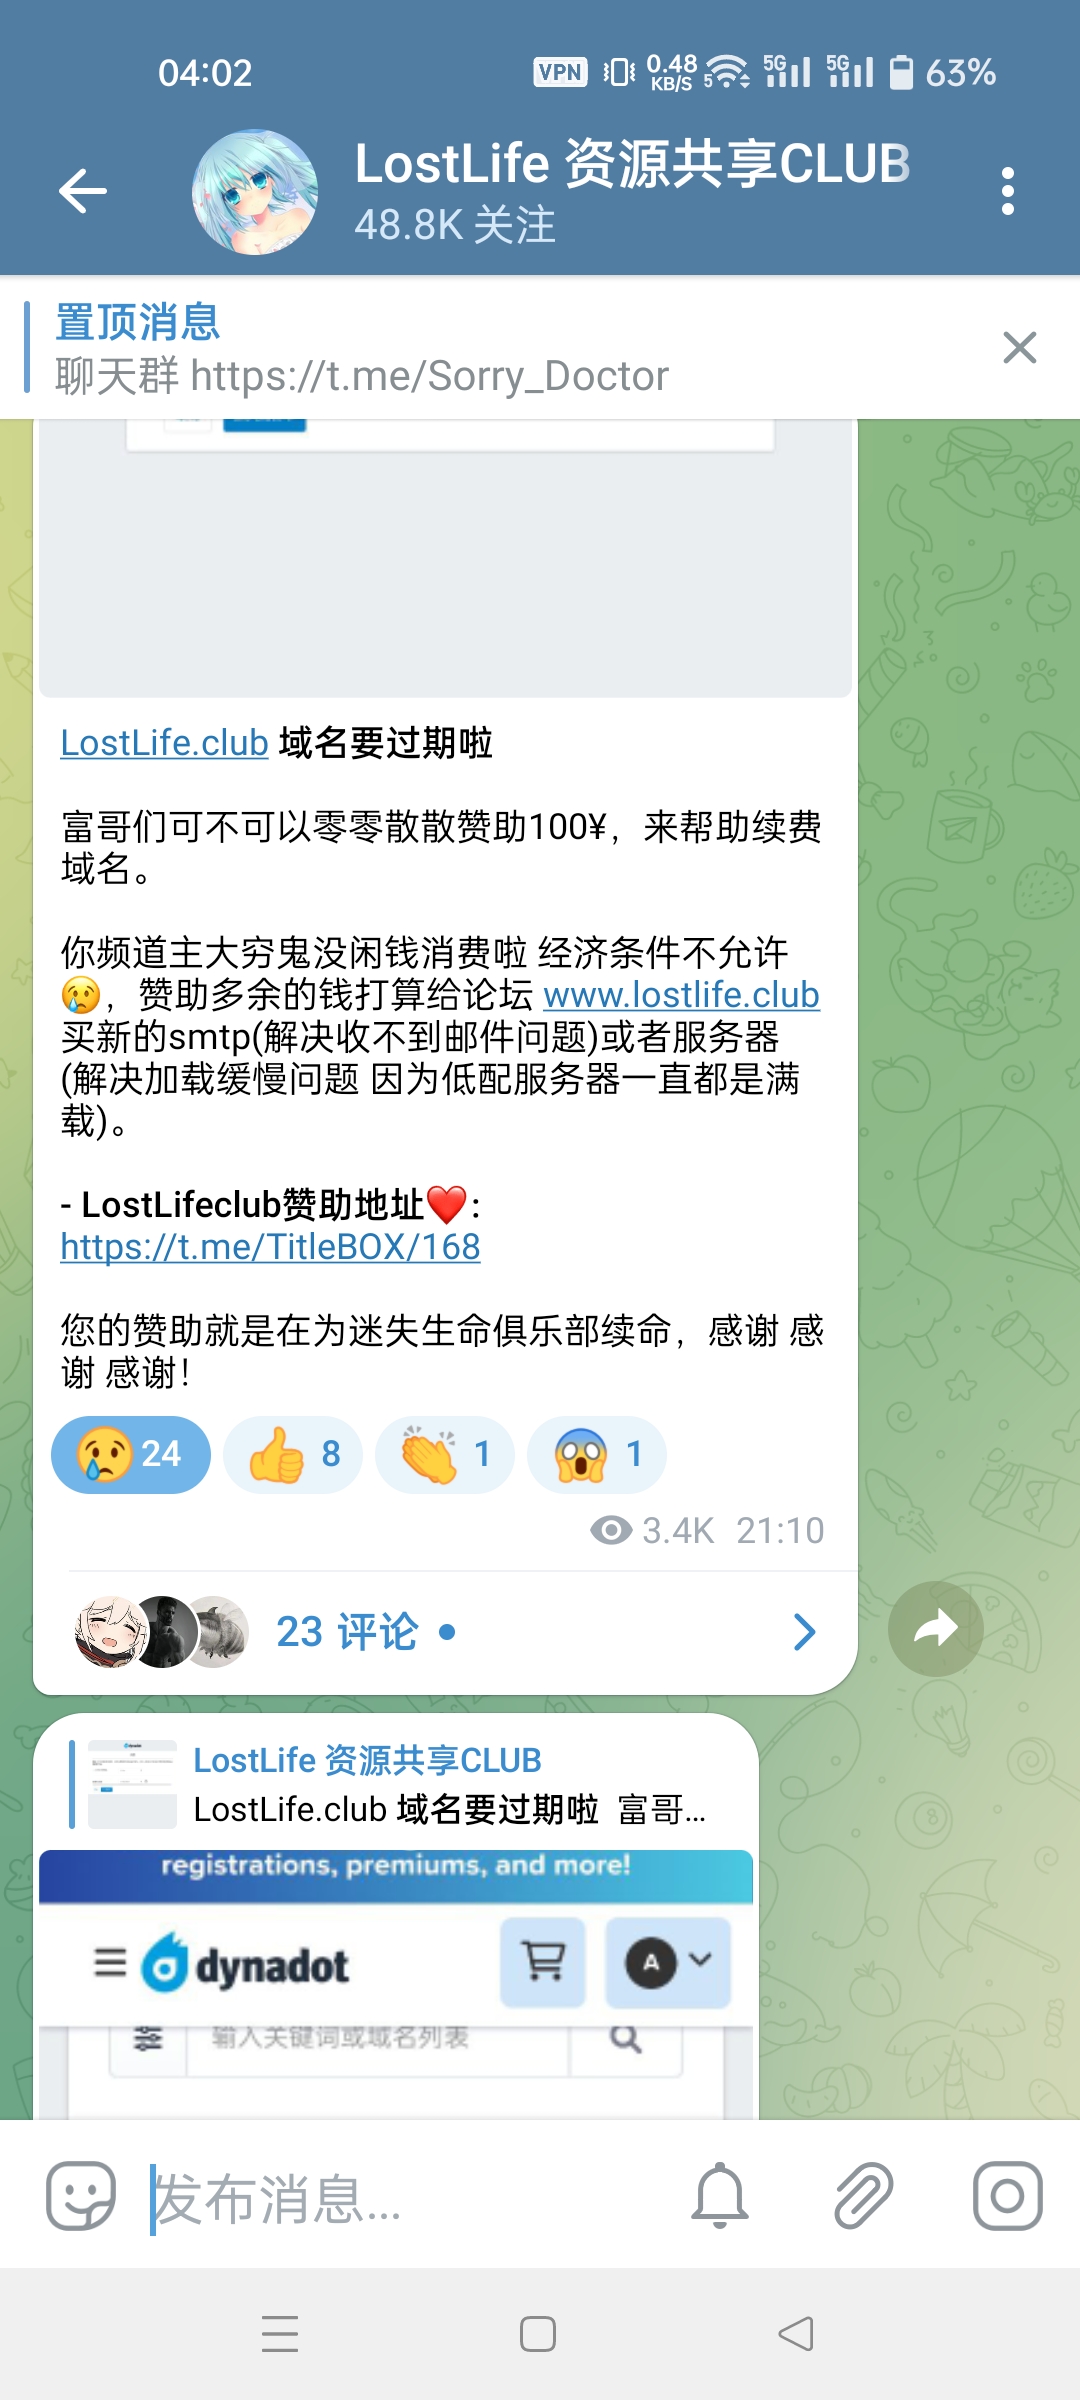 04:02
VPN
0.48
KB/S
5
5G
5G
63%
LostLife 资源共享CLUB
48.8K 关注
置顶消息
聊天群 https://t.me/Sorry_Doctor
LostLife.club 域名要过期啦
富哥们可不可以零零散散赞助100¥，来帮助续费
域名。
你频道主大穷鬼没闲钱消费啦 经济条件不允许
😢，赞助多余的钱打算给论坛 www.lostlife.club
买新的smtp(解决收不到邮件问题)或者服务器
(解决加载缓慢问题 因为低配服务器一直都是满
载)。
- LostLifeclub赞助地址❤️:
https://t.me/TitleBOX/168
您的赞助就是在为迷失生命俱乐部续命，感谢 感
谢 感谢！
24
8
1
1
3.4K 21:10
23 评论
LostLife 资源共享CLUB
LostLife.club 域名要过期啦 富哥...
registrations, premiums, and more!
dynadot
A
输入关键词或域名列表
发布消息...